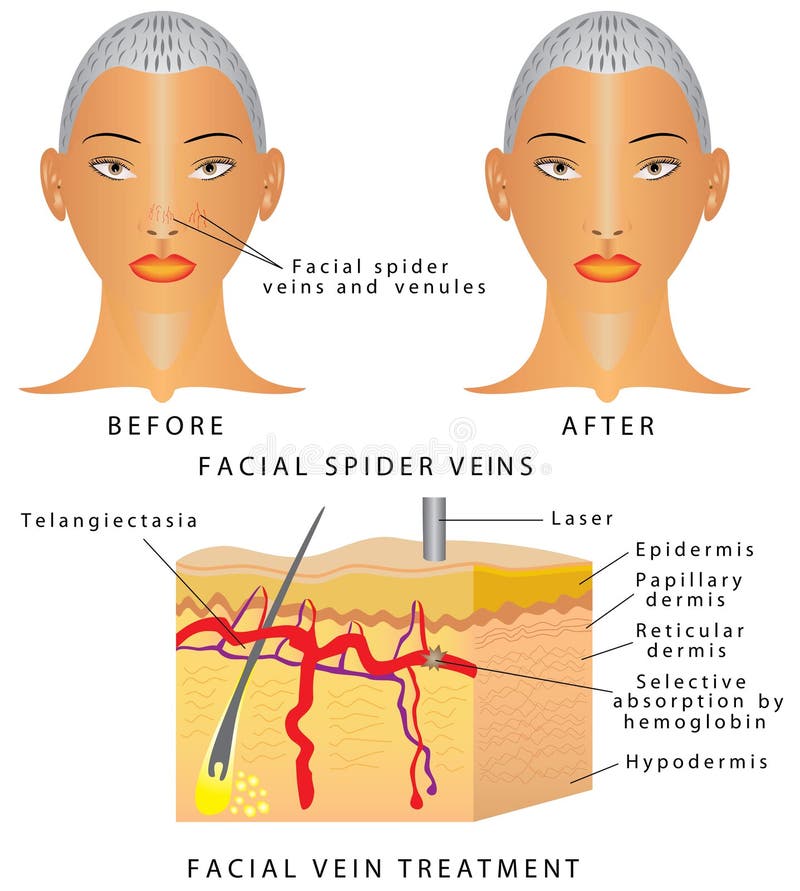 Facial spider
veins and venules
BEFORE
AFTER
FACIAL SPIDER VEINS
Telangiectasia
Laser
Epidermis
Papillary
dermis
Reticular
dermis
Selective
absorption by
hemoglobin
Hypodermis
FACIAL VEIN TREATMENT